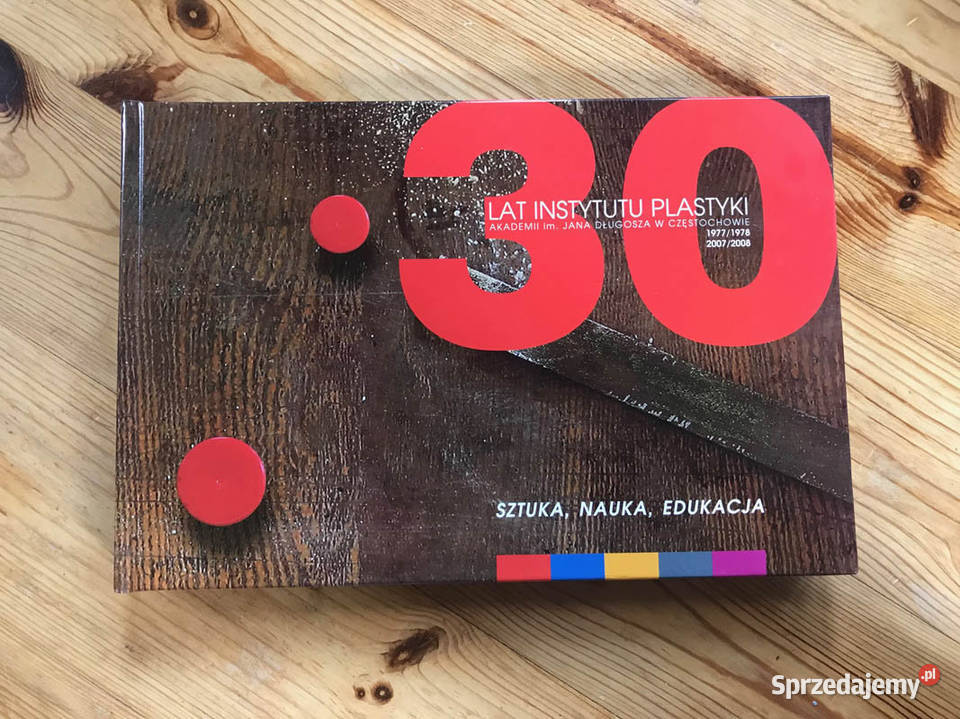 30
LAT INSTYTUTU PLASTYKI
AKADEMII im. JANA DŁUGOSZA W CZĘSTOCHOWIE
1977/1978
2007/2008
SZTUKA, NAUKA, EDUKACJA
Sprzedajemy.pl